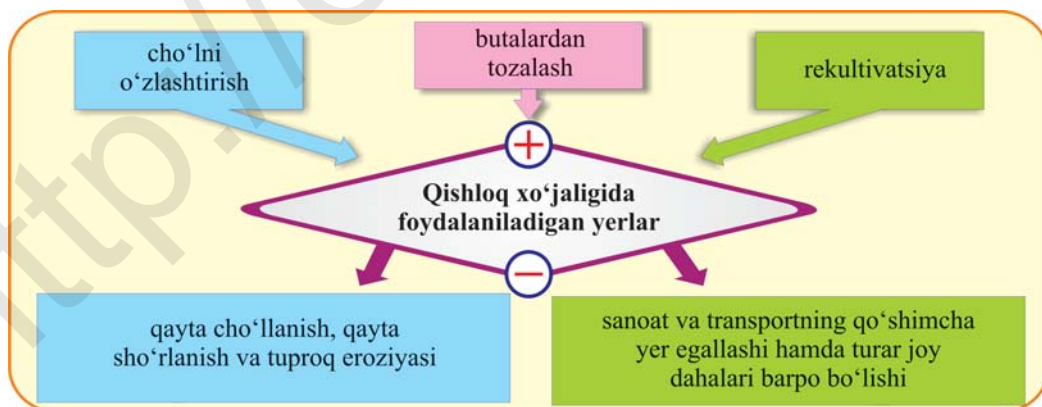 cho‘lni
o‘zlashtirish
butalardan
tozalash
rekultivatsiya
+
Qishloq xo‘jaligida
foydalaniladigan yerlar
−
qayta cho‘llanish, qayta
sho‘rlanish va tuproq eroziyasi
sanoat va transportning qo‘shimcha
yer egallashi hamda turar joy
dahalari barpo bo‘lishi
http://e